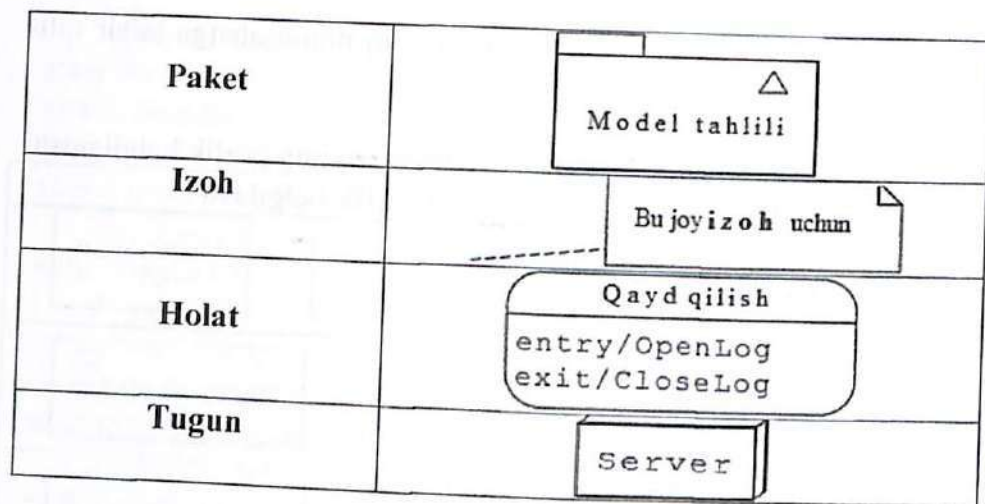 Paket
Model tahlili
Izoh
Bu joy izoh uchun
Holat
Qayd qilish
entry/OpenLog
exit/CloseLog
Tugun
Server